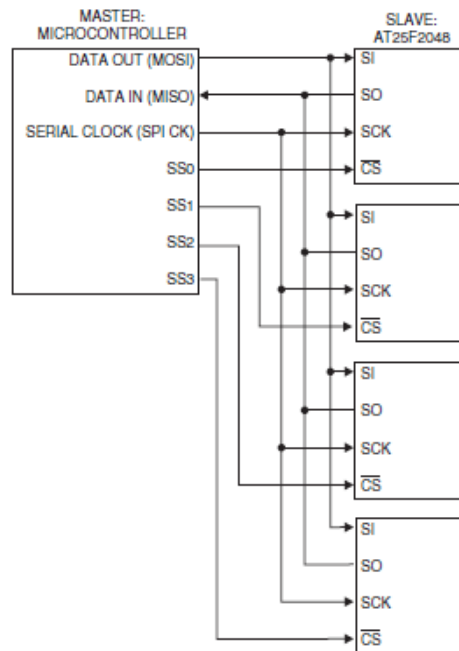 MASTER:
MICROCONTROLLER
SLAVE:
AT25F2048
DATA OUT (MOSI)
DATA IN (MISO)
SERIAL CLOCK (SPI CK)
SS0
SS1
SS2
SS3
SI
SO
SCK
CS
SI
SO
SCK
CS
SI
SO
SCK
CS
SI
SO
SCK
CS